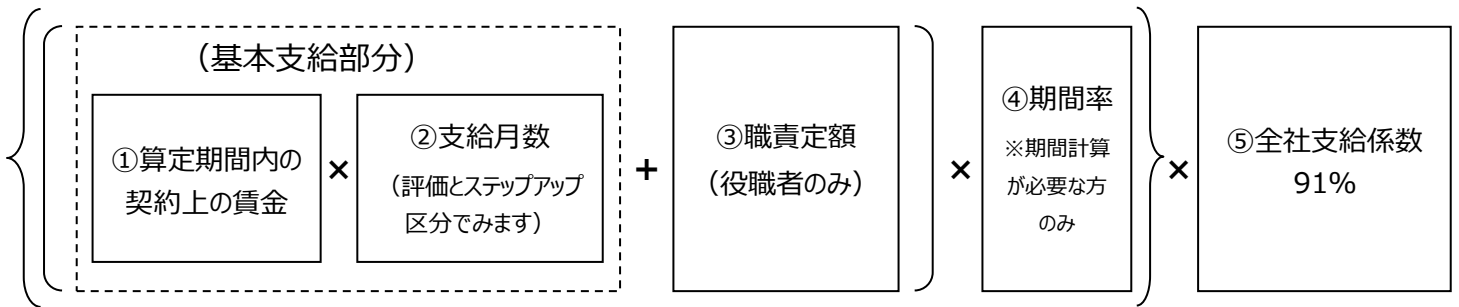 （基本支給部分）
①算定期間内の
契約上の賃金
×
②支給月数
（評価とステップアップ
区分でみます）
+
③職責定額
（役職者のみ）
×
④期間率
※期間計算
が必要な方
のみ
×
⑤全社支給係数
91%